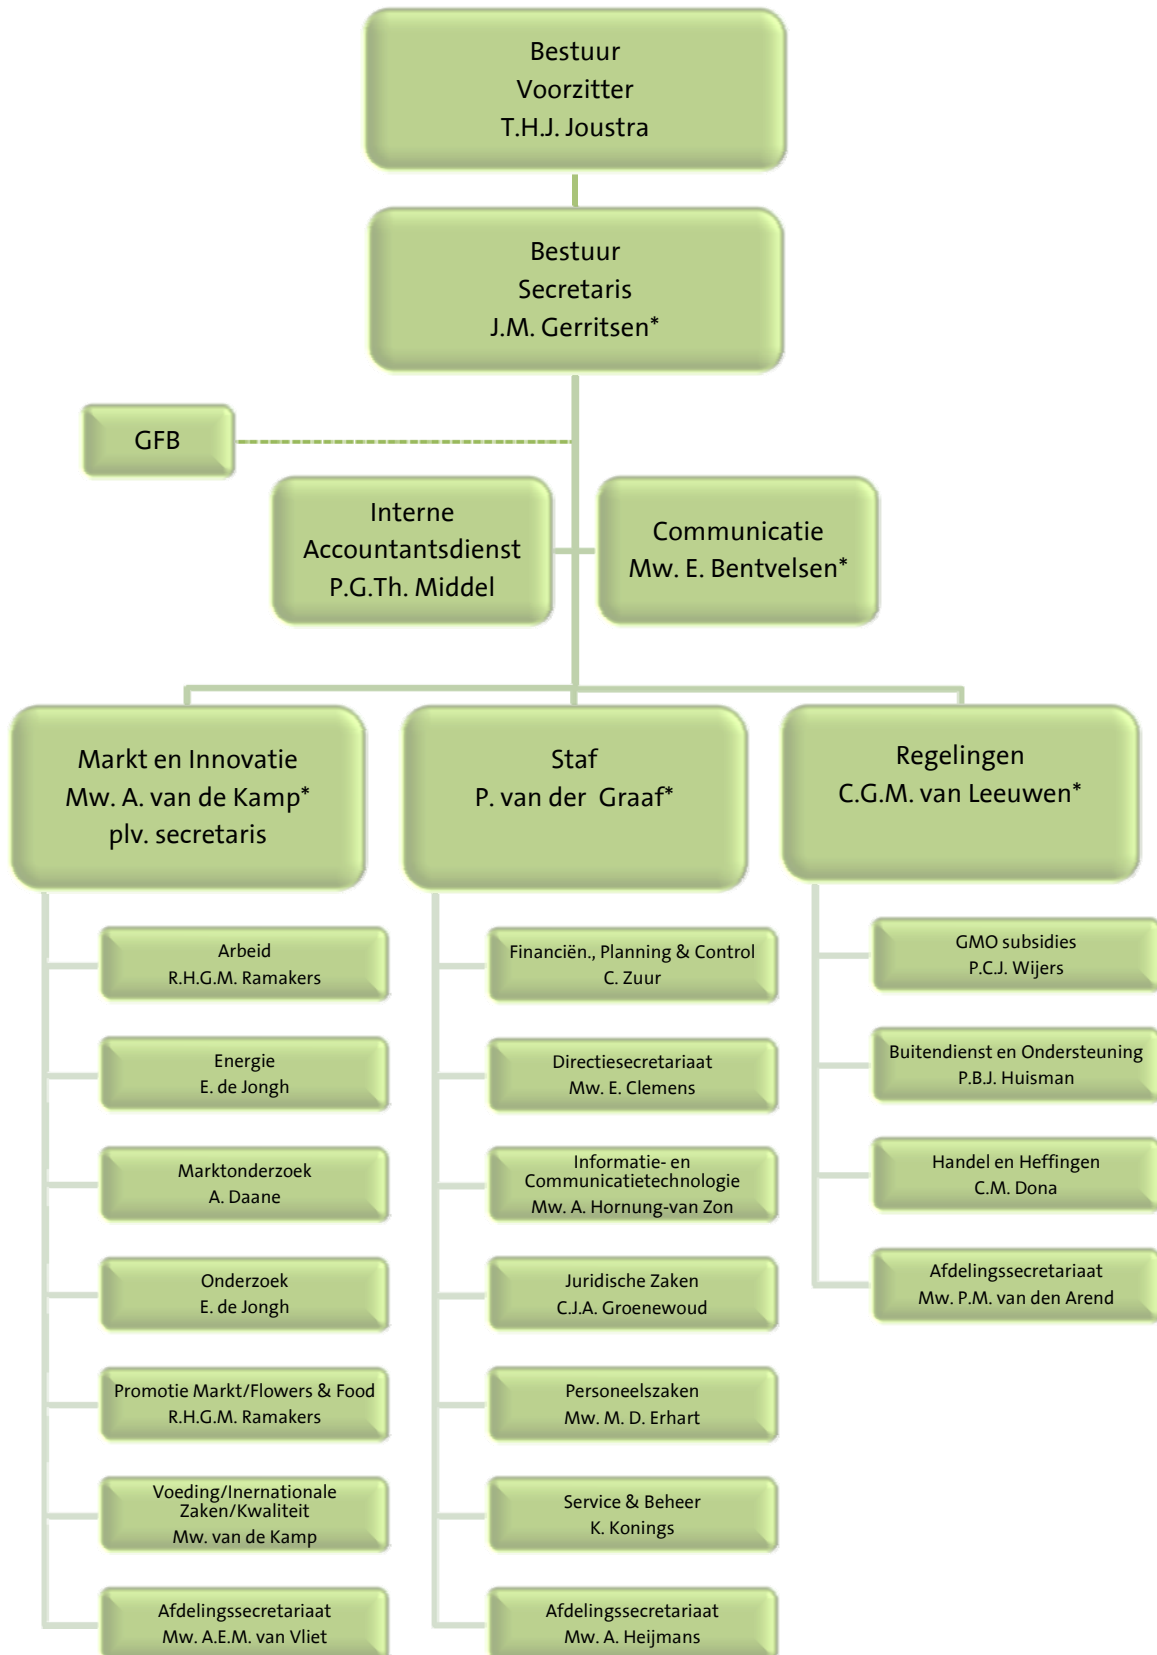 Bestuur
Voorzitter
T.H.J. Joustra
Bestuur
Secretaris
J.M. Gerritsen*
GFB
Interne
Accountantsdienst
P.G.Th. Middel
Communicatie
Mw. E. Bentvelsen*
Markt en Innovatie
Mw. A. van de Kamp*
plv. secretaris
Staf
P. van der Graaf*
Regelingen
C.G.M. van Leeuwen*
Arbeid
R.H.G.M. Ramakers
Energie
E. de Jongh
Marktonderzoek
A. Daane
Onderzoek
E. de Jongh
Promotie Markt/Flowers & Food
R.H.G.M. Ramakers
Voeding/Inernationale
Zaken/Kwaliteit
Mw. van de Kamp
Afdelingssecretariaat
Mw. A.E.M. van Vliet
Financiën., Planning & Control
C. Zuur
Directiesecretariaat
Mw. E. Clemens
Informatie- en
Communicatietechnologie
Mw. A. Hornung-van Zon
Juridische Zaken
C.J.A. Groenewoud
Personeelszaken
Mw. M. D. Erhart
Service & Beheer
K. Konings
Afdelingssecretariaat
Mw. A. Heijmans
GMO subsidies
P.C.J. Wijers
Buitendienst en Ondersteuning
P.B.J. Huisman
Handel en Heffingen
C.M. Dona
Afdelingssecretariaat
Mw. P.M. van den Arend